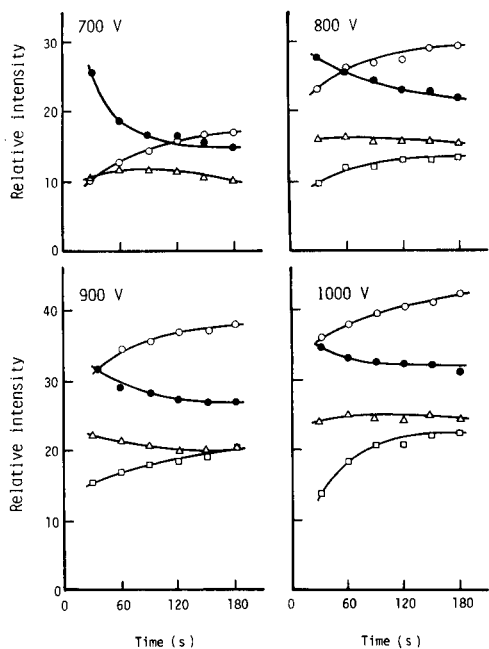 700 V
800 V
30
20
10
0
Relative intensity
900 V
1000 V
40
30
20
10
0
Relative intensity
0 60 120 180
0 60 120 180
Time (s)
Time (s)